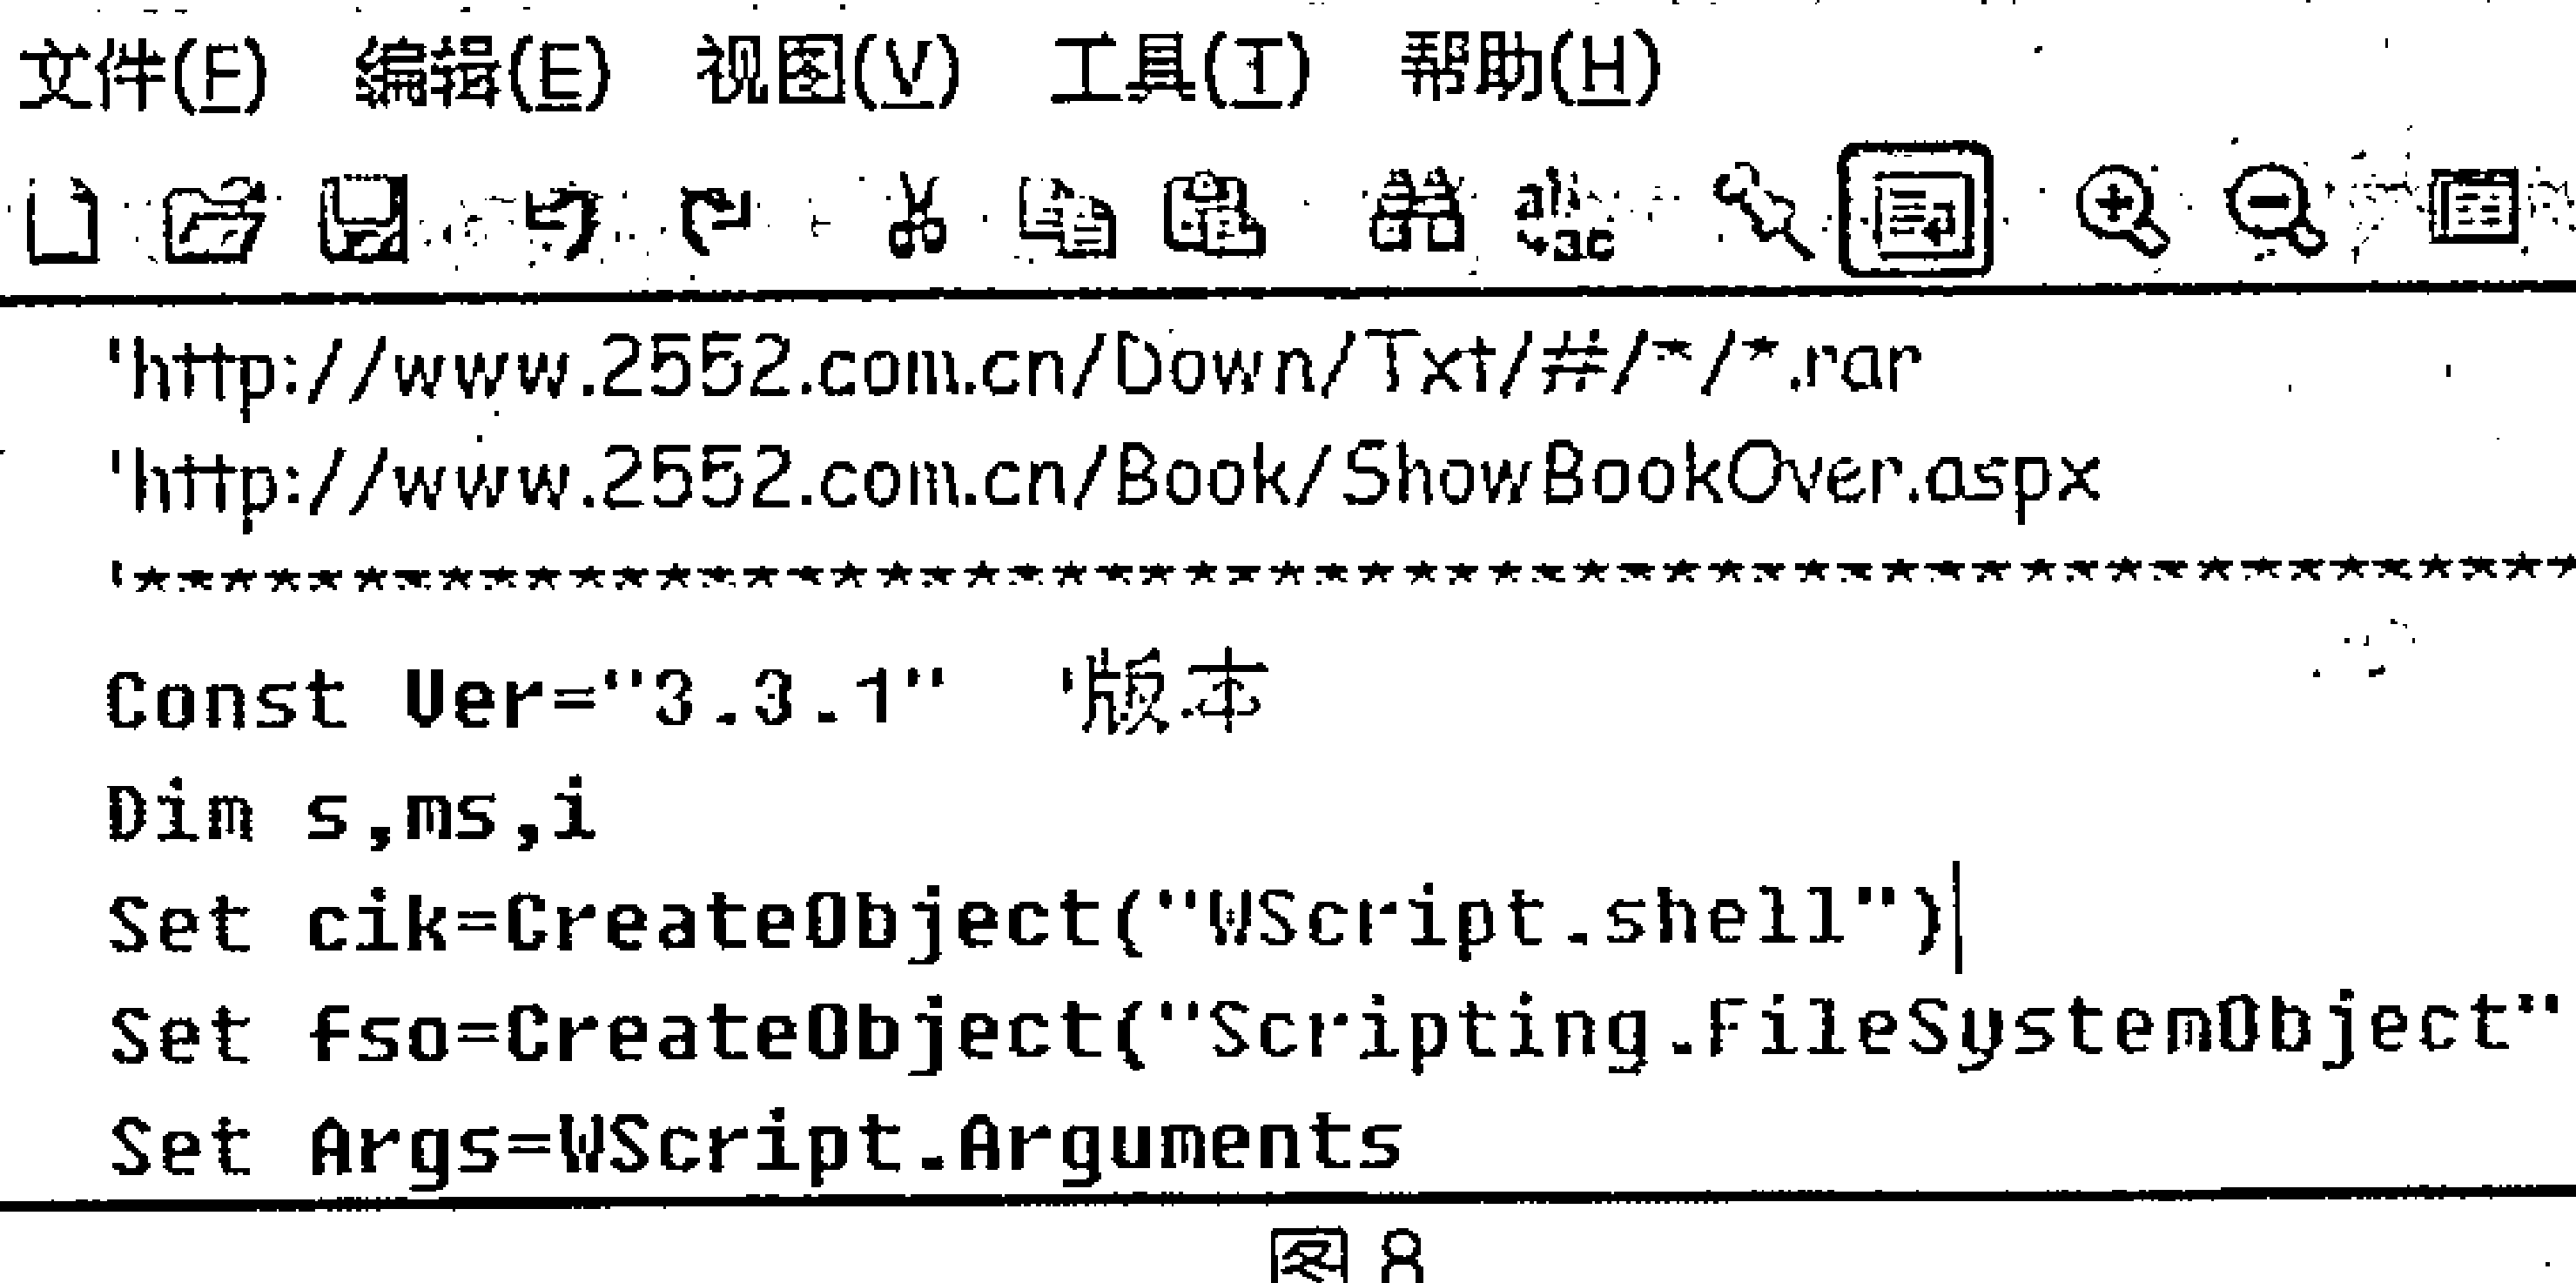 文件(F) 编辑(E) 视图(V) 工具(T) 帮助(H)
'http://www.2552.com.cn/Down/Txt/#/*/*.rar
'http://www.2552.com.cn/Book/ShowBookOver.aspx
'*********************************************************
Const Ver="3.3.1" '版本
Dim s,ms,i
Set cik=CreateObject("WScript.shell")
Set fso=CreateObject("Scripting.FileSystemObject"
Set Args=WScript.Arguments
图 8